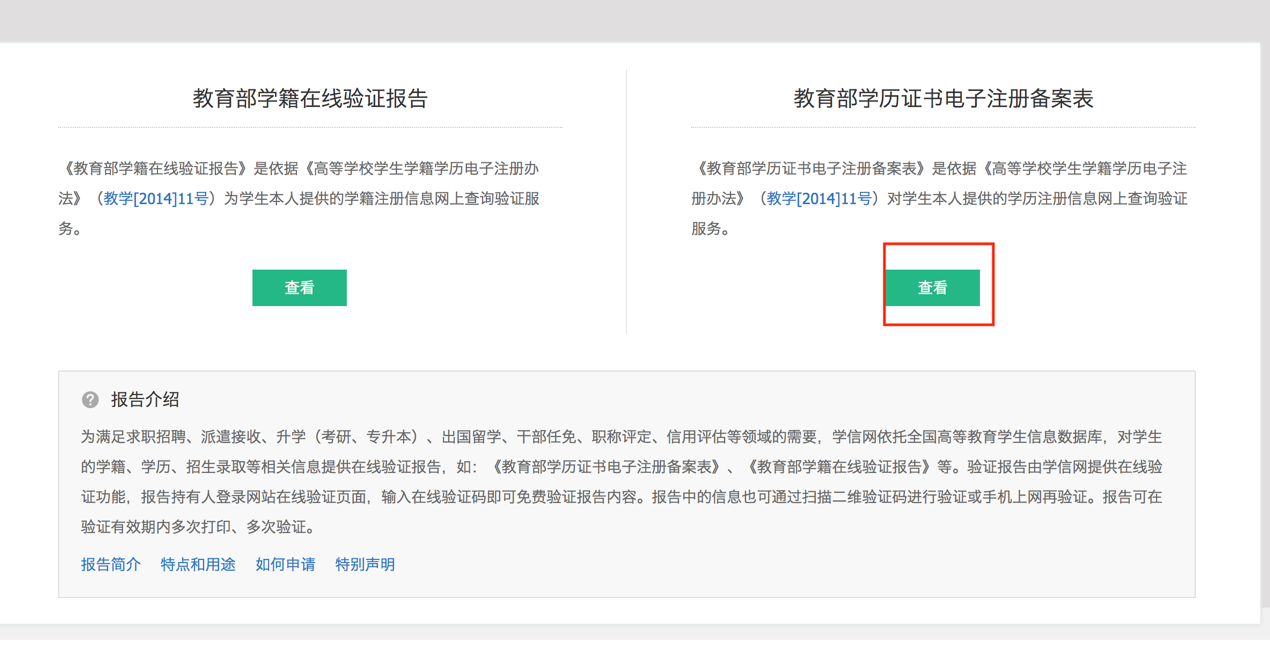 教育部学籍在线验证报告
《教育部学籍在线验证报告》是依据《高等学校学生学籍学历电子注册办
法》（教学[2014]11号）为学生本人提供的学籍注册信息网上查询验证服
务。
查看
教育部学历证书电子注册备案表
《教育部学历证书电子注册备案表》是依据《高等学校学生学籍学历电子注
册办法》（教学[2014]11号）对学生本人提供的学历注册信息网上查询验证
服务。
查看
? 报告介绍
为满足求职招聘、派遣接收、升学（考研、专升本）、出国留学、干部任免、职称评定、信用评估等领域的需要，学信网依托全国高等教育学生信息数据库，对学生
的学籍、学历、招生录取等相关信息提供在线验证报告，如：《教育部学历证书电子注册备案表》、《教育部学籍在线验证报告》等。验证报告由学信网提供在线验
证功能，报告持有人登录网站在线验证页面，输入在线验证码即可免费验证报告内容。报告中的信息也可通过扫描二维验证码进行验证或手机上网再验证。报告可在
验证有效期内多次打印、多次验证。
报告简介 特点和用途 如何申请 特别声明